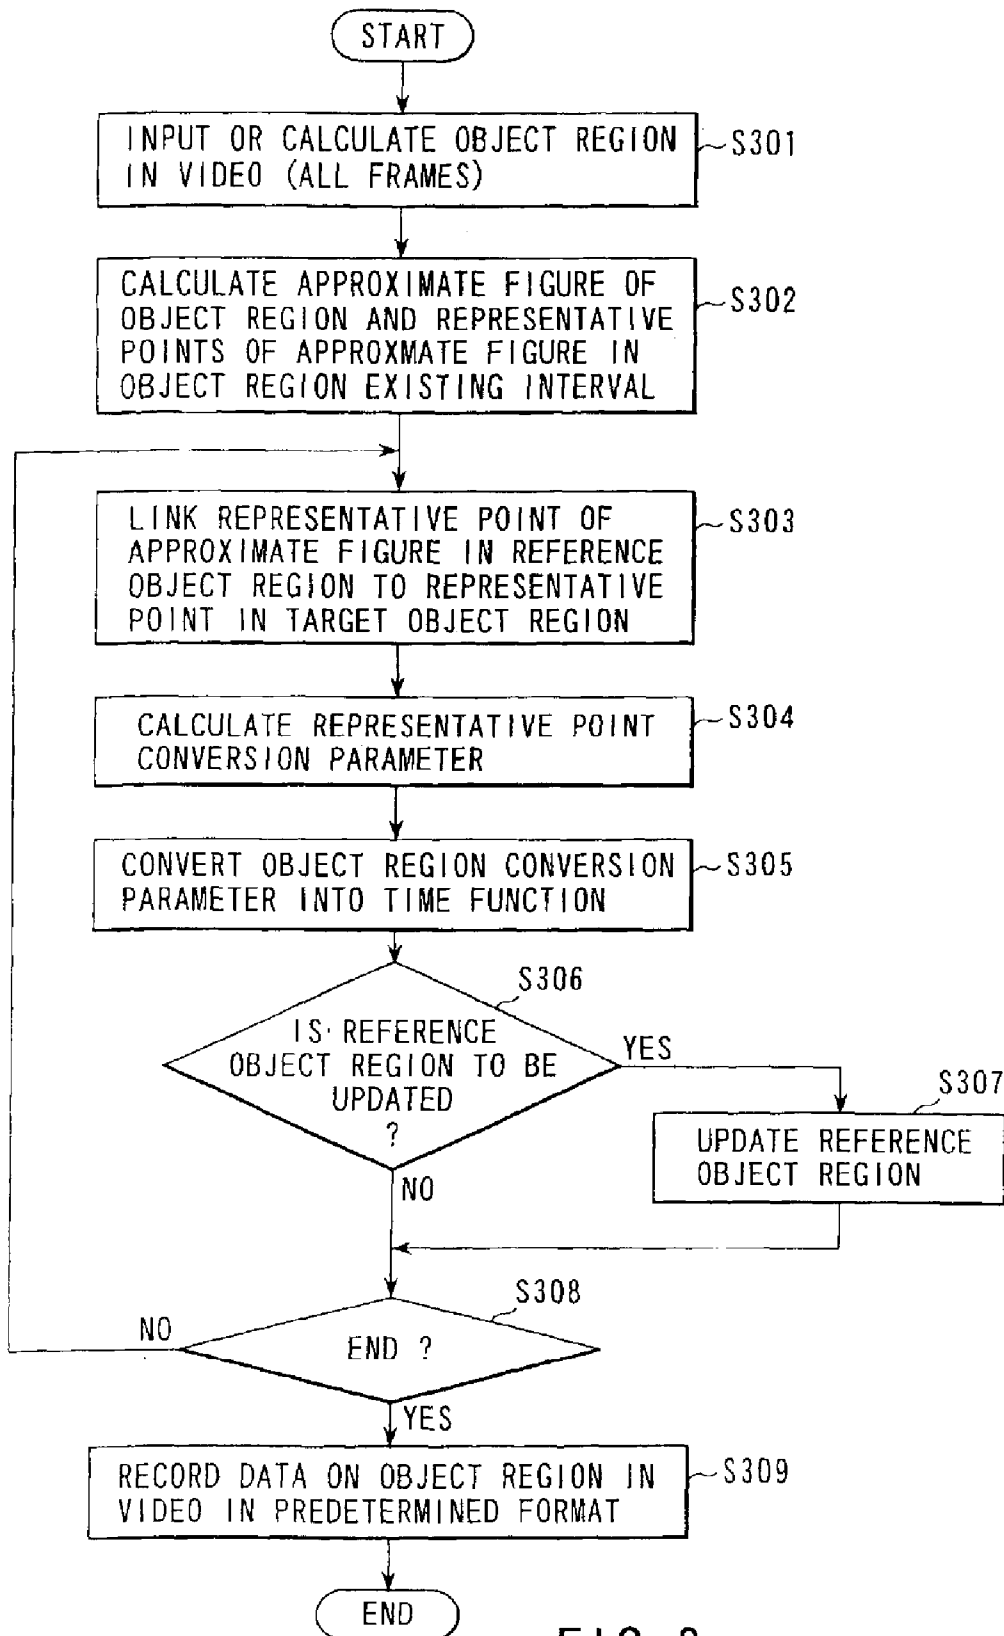 START
INPUT OR CALCULATE OBJECT REGION
IN VIDEO (ALL FRAMES)
S301
CALCULATE APPROXIMATE FIGURE OF
OBJECT REGION AND REPRESENTATIVE
POINTS OF APPROXMATE FIGURE IN
OBJECT REGION EXISTING INTERVAL
S302
LINK REPRESENTATIVE POINT OF
APPROXIMATE FIGURE IN REFERENCE
OBJECT REGION TO REPRESENTATIVE
POINT IN TARGET OBJECT REGION
S303
CALCULATE REPRESENTATIVE POINT
CONVERSION PARAMETER
S304
CONVERT OBJECT REGION CONVERSION
PARAMETER INTO TIME FUNCTION
S305
S306
IS REFERENCE
OBJECT REGION TO BE
UPDATED
?
YES
NO
S307
UPDATE REFERENCE
OBJECT REGION
S308
END ?
NO
YES
RECORD DATA ON OBJECT REGION IN
VIDEO IN PREDETERMINED FORMAT
S309
END
FIG.